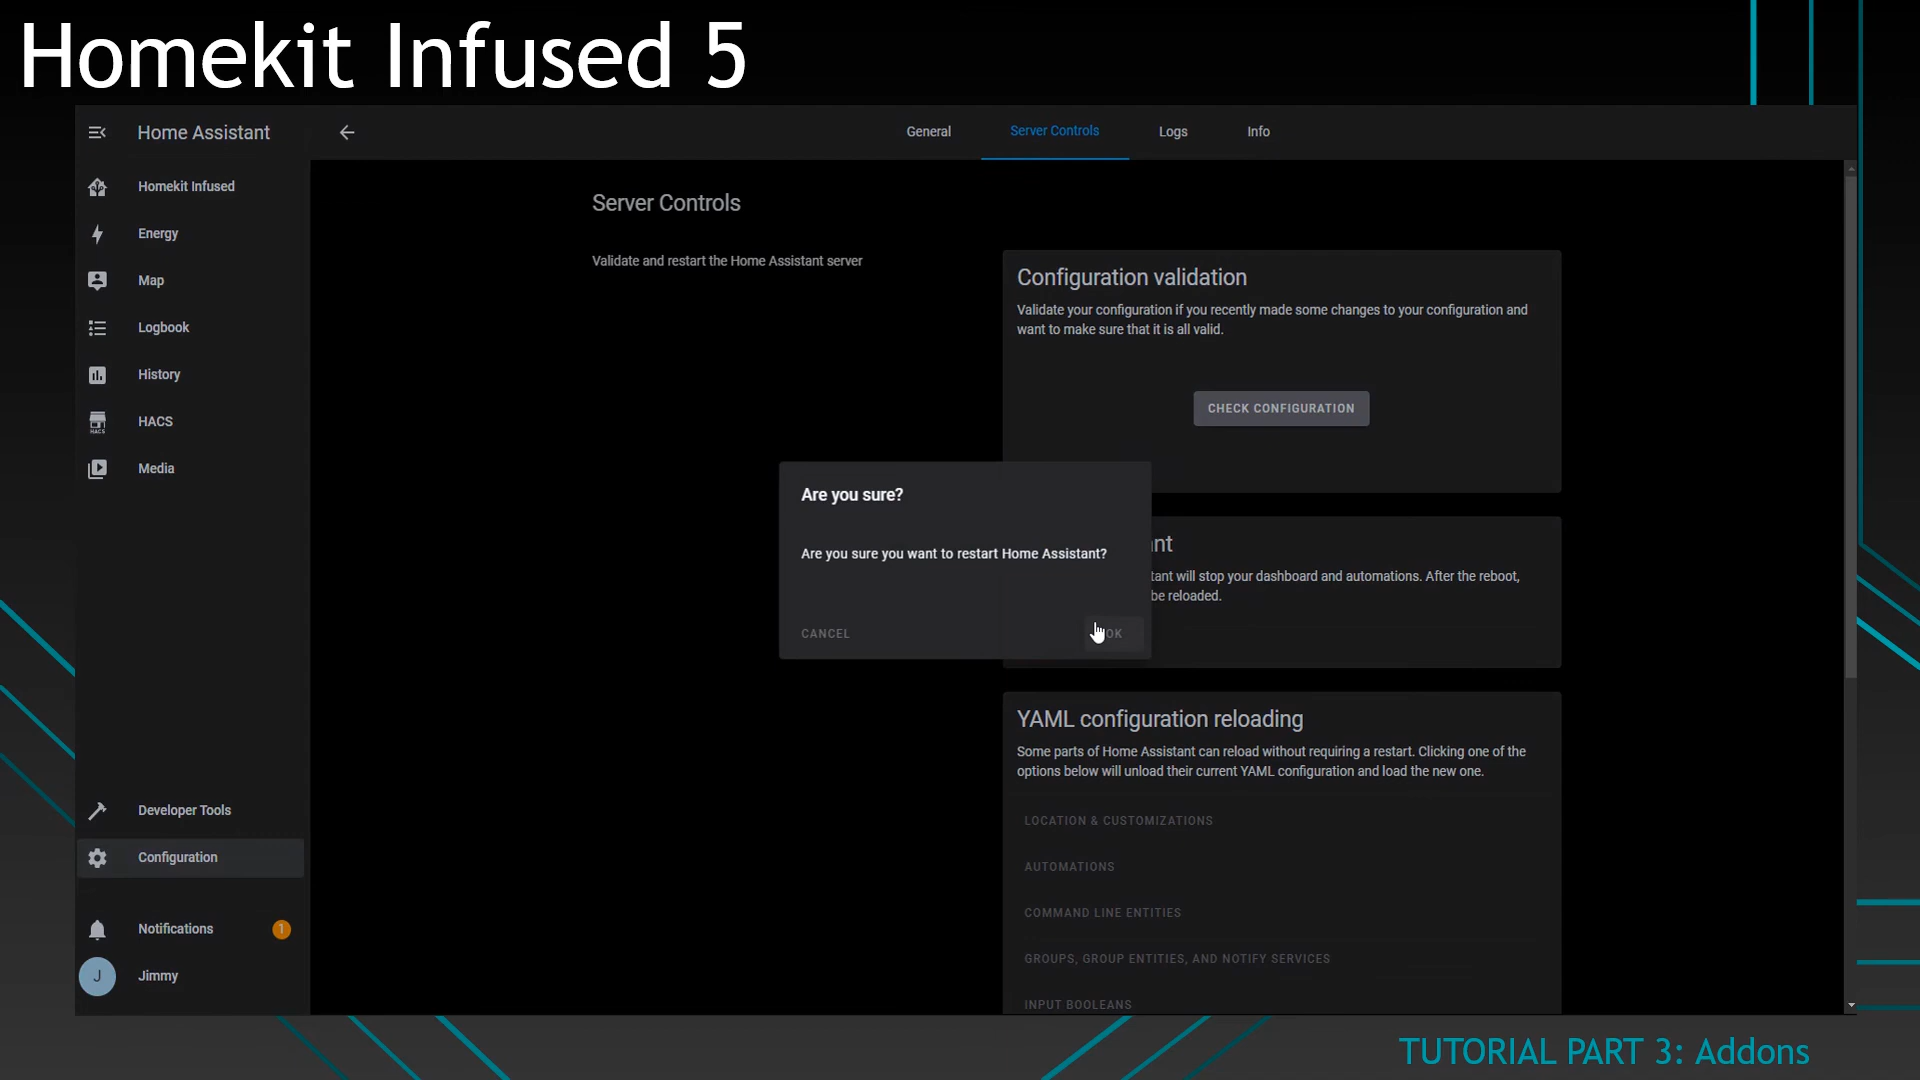 Homekit Infused 5
Home Assistant
General
Server Controls
Logs
Info
Homekit Infused
Energy
Map
Logbook
History
HACS
HACS
Media
Developer Tools
Configuration
Notifications
1
J
Jimmy
Server Controls
Validate and restart the Home Assistant server
Configuration validation
Validate your configuration if you recently made some changes to your configuration and
want to make sure that it is all valid.
CHECK CONFIGURATION
Are you sure?
Are you sure you want to restart Home Assistant?
CANCEL
OK
ant
tant will stop your dashboard and automations. After the reboot,
be reloaded.
YAML configuration reloading
Some parts of Home Assistant can reload without requiring a restart. Clicking one of the
options below will unload their current YAML configuration and load the new one.
LOCATION & CUSTOMIZATIONS
AUTOMATIONS
COMMAND LINE ENTITIES
GROUPS, GROUP ENTITIES, AND NOTIFY SERVICES
INPUT BOOLEANS
TUTORIAL PART 3: Addons